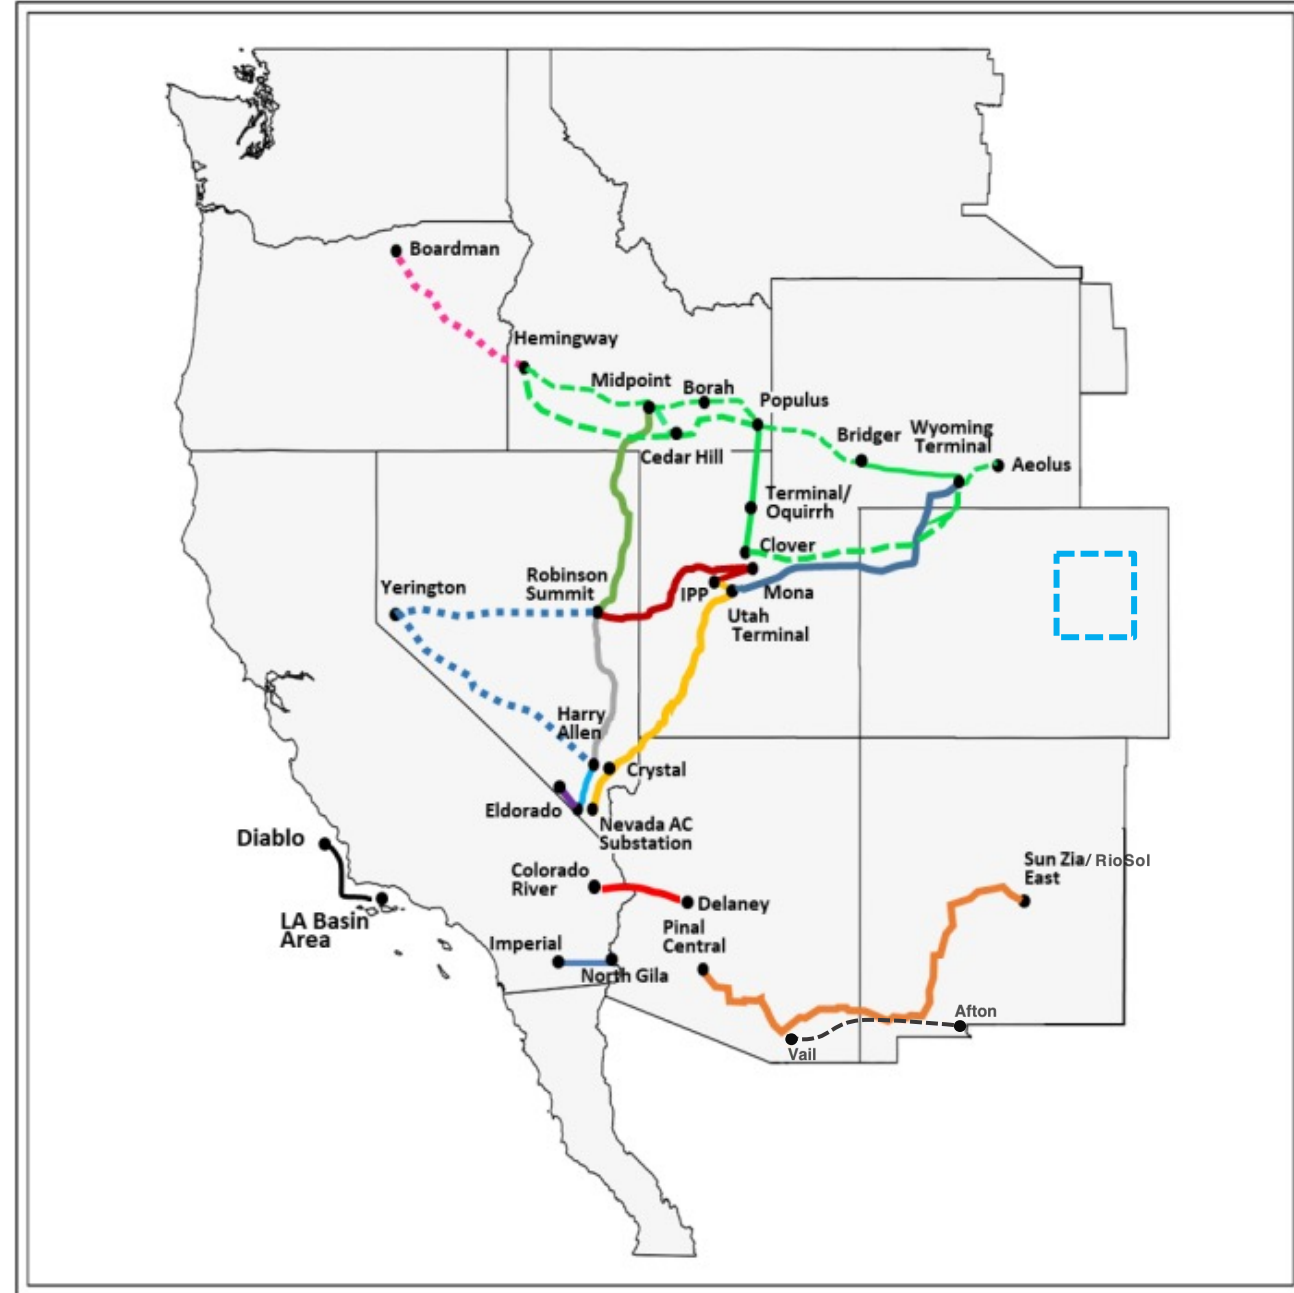 Boardman
Hemingway
Midpoint
Borah
Populus
Bridger
Wyoming
Terminal
Aeolus
Cedar Hill
Terminal/
Oquirrh
Clover
Yerington
Robinson
Summit
IPP
Mona
Utah
Terminal
Harry
Allen
Crystal
Eldorado
Nevada AC
Substation
Diablo
LA Basin
Area
Colorado
River
Delaney
Sun Zia/ RioSol
East
Pinal
Central
Imperial
North Gila
Afton
Vail